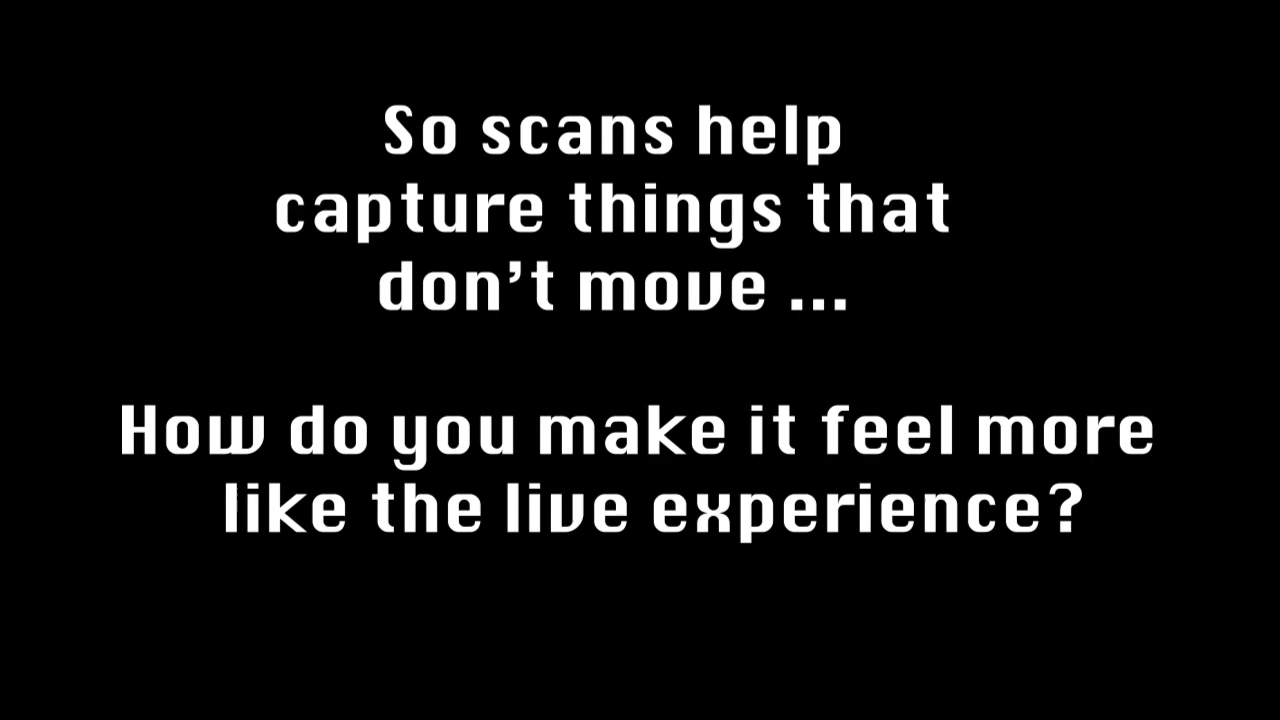 So scans help
capture things that
don’t move ...
How do you make it feel more
like the live experience?